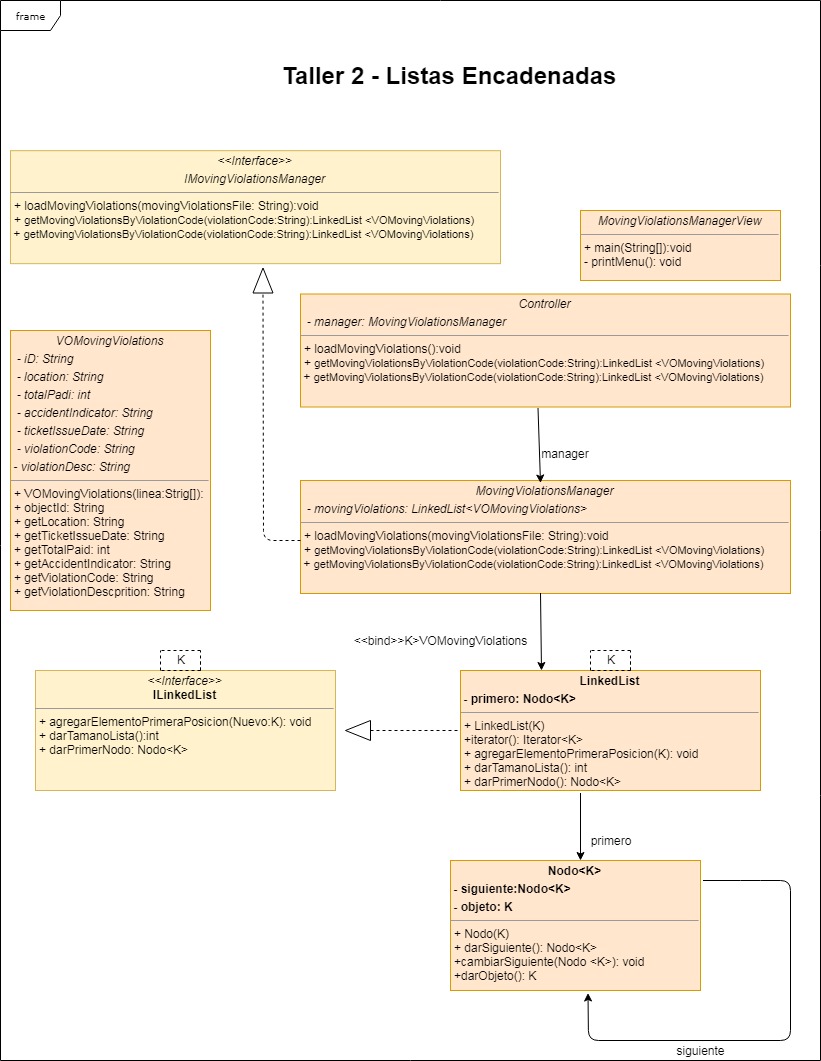 frame
Taller 2 - Listas Encadenadas
<<Interface>>
IMovingViolationsManager
+ loadMovingViolations(movingViolationsFile: String):void
+ getMovingViolationsByViolationCode(violationCode:String):LinkedList <VOMovingViolations)
+ getMovingViolationsByViolationCode(violationCode:String):LinkedList <VOMovingViolations)
MovingViolationsManagerView
+ main(String[]):void
- printMenu(): void
Controller
- manager: MovingViolationsManager
+ loadMovingViolations():void
+ getMovingViolationsByViolationCode(violationCode:String):LinkedList <VOMovingViolations)
+ getMovingViolationsByViolationCode(violationCode:String):LinkedList <VOMovingViolations)
VOMovingViolations
- iD: String
- location: String
- totalPadi: int
- accidentIndicator: String
- ticketIssueDate: String
- violationCode: String
- violationDesc: String
+ VOMovingViolations(linea:Strig[]):
+ objectId: String
+ getLocation: String
+ getTicketIssueDate: String
+ getTotalPaid: int
+ getAccidentIndicator: String
+ getViolationCode: String
+ getViolationDescprition: String
manager
MovingViolationsManager
- movingViolations: LinkedList<VOMovingViolations>
+ loadMovingViolations(movingViolationsFile: String):void
+ getMovingViolationsByViolationCode(violationCode:String):LinkedList <VOMovingViolations)
+ getMovingViolationsByViolationCode(violationCode:String):LinkedList <VOMovingViolations)
<<bind>>K>VOMovingViolations
K
<<Interface>>
ILinkedList
+ agregarElementoPrimeraPosicion(Nuevo:K): void
+ darTamanoLista():int
+ darPrimerNodo: Nodo<K>
K
LinkedList
- primero: Nodo<K>
+ LinkedList(K)
+iterator(): Iterator<K>
+ agregarElementoPrimeraPosicion(K): void
+ darTamanoLista(): int
+ darPrimerNodo(): Nodo<K>
primero
Nodo<K>
- siguiente:Nodo<K>
- objeto: K
+ Nodo(K)
+ darSiguiente(): Nodo<K>
+cambiarSiguiente(Nodo <K>): void
+darObjeto(): K
siguiente